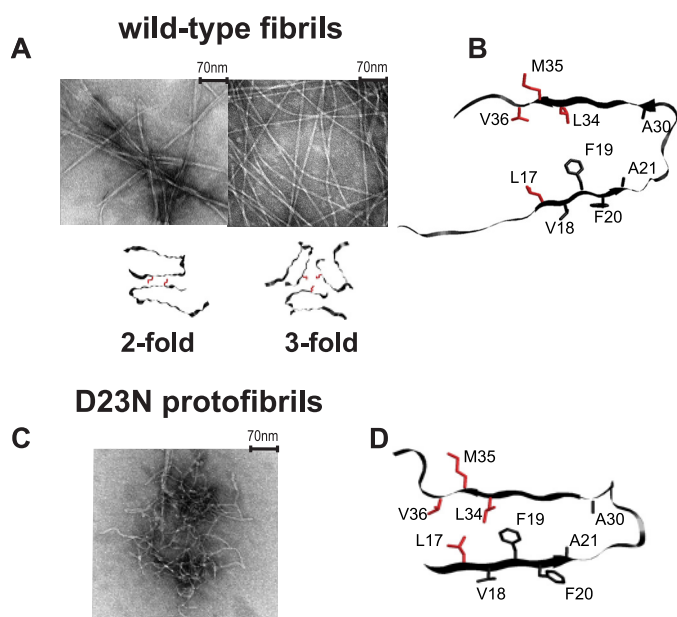 wild-type fibrils
A
70nm
70nm
2-fold
3-fold
B
M35
V36
L34
A30
F19
A21
L17
V18
F20
D23N protofibrils
C
70nm
D
M35
V36
L34
F19
A30
L17
A21
V18
F20